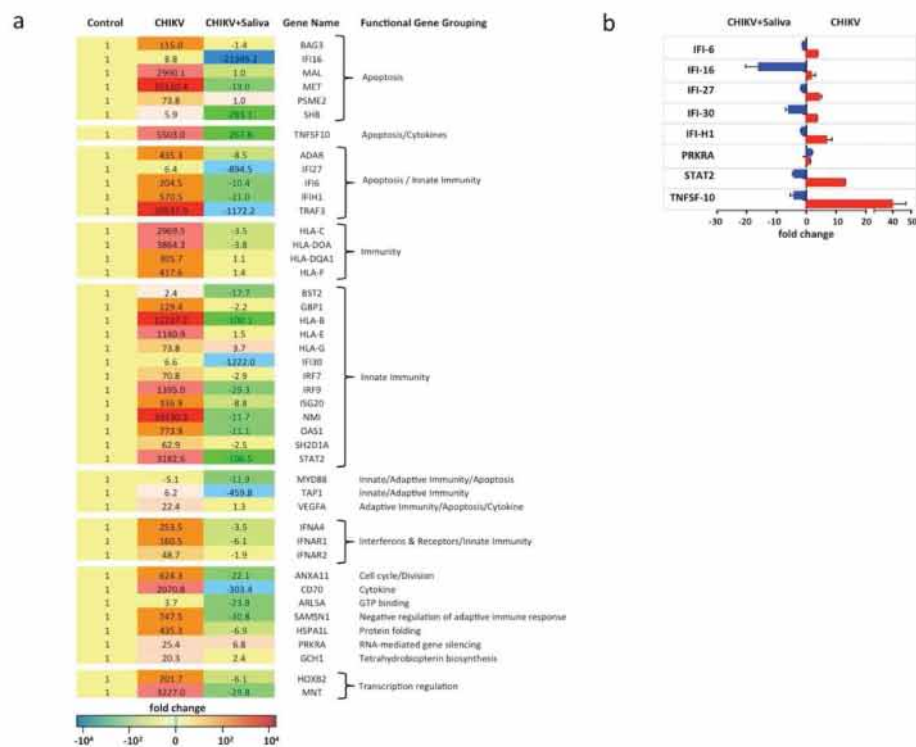 a
Control CHIKV CHIKV+Saliva Gene Name Functional Gene Grouping
1 115.0 -1.4 BAG3
1 8.8 IFI16
1 2990.1 1.0 MAL
1 -19.0 MET
1 73.8 1.0 PSME2
1 5.9 SHB
Apoptosis
1 5503.0 267.6 TNFSF10 Apoptosis/Cytokines
1 435.3 -8.5 ADAR
1 6.4 -894.5 IFI27
1 204.5 -10.4 IFI6
1 570.5 -11.0 IFIH1
1 -1172.2 TRAF3
Apoptosis / Innate Immunity
1 2969.5 -3.5 HLA-C
1 3864.3 -3.8 HLA-DOA
1 305.7 1.1 HLA-DQA1
1 417.6 1.4 HLA-F
Immunity
1 2.4 -17.7 BST2
1 129.4 -2.2 GBP1
1 HLA-B
1 1180.9 1.5 HLA-E
1 73.8 3.7 HLA-G
1 6.6 -1222.0 IFI30
1 70.8 -2.9 IRF7
1 1395.0 -29.3 IRF9
1 336.9 -8.8 ISG20
1 -11.7 NMI
1 773.9 -11.1 OAS1
1 62.9 -2.5 SH2D1A
1 3182.6 -106.5 STAT2
Innate Immunity
1 -5.1 -11.9 MYD88 Innate/Adaptive Immunity/Apoptosis
1 6.2 -459.8 TAP1 Innate/Adaptive Immunity
1 22.4 1.3 VEGFA Adaptive Immunity/Apoptosis/Cytokine
1 253.5 -3.5 IFNA4
1 160.5 -6.1 IFNAR1
1 48.7 -1.9 IFNAR2
Interferons & Receptors/Innate Immunity
1 624.3 -22.1 ANXA11 Cell cycle/Division
1 2070.8 -303.4 CD70 Cytokine
1 3.7 -23.8 ARL5A GTP binding
1 747.5 -30.8 SAMSN1 Negative regulation of adaptive immune response
1 435.3 -6.9 HSPA1L Protein folding
1 25.4 6.8 PRKRA RNA-mediated gene silencing
1 20.3 2.4 GCH1 Tetrahydrobiopterin biosynthesis
1 201.7 -6.1 HOXB2
1 3227.0 -29.8 MNT
Transcription regulation
fold change
-10⁴ -10² 0 10² 10⁴
b
CHIKV+Saliva CHIKV
IFI-6
IFI-16
IFI-27
IFI-30
IFI-H1
PRKRA
STAT2
TNFSF-10
-30 -20 -10 0 10 20 30 40 50
fold change